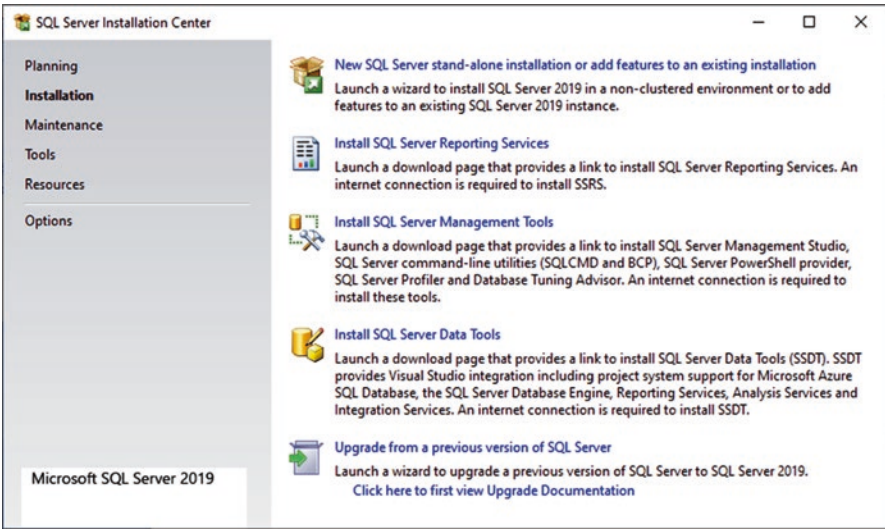 SQL Server Installation Center
Planning
Installation
Maintenance
Tools
Resources
Options
Microsoft SQL Server 2019
New SQL Server stand-alone installation or add features to an existing installation
Launch a wizard to install SQL Server 2019 in a non-clustered environment or to add
features to an existing SQL Server 2019 instance.
Install SQL Server Reporting Services
Launch a download page that provides a link to install SQL Server Reporting Services. An
internet connection is required to install SSRS.
Install SQL Server Management Tools
Launch a download page that provides a link to install SQL Server Management Studio,
SQL Server command-line utilities (SQLCMD and BCP), SQL Server PowerShell provider,
SQL Server Profiler and Database Tuning Advisor. An internet connection is required to
install these tools.
Install SQL Server Data Tools
Launch a download page that provides a link to install SQL Server Data Tools (SSDT). SSDT
provides Visual Studio integration including project system support for Microsoft Azure
SQL Database, the SQL Server Database Engine, Reporting Services, Analysis Services and
Integration Services. An internet connection is required to install SSDT.
Upgrade from a previous version of SQL Server
Launch a wizard to upgrade a previous version of SQL Server to SQL Server 2019.
Click here to first view Upgrade Documentation